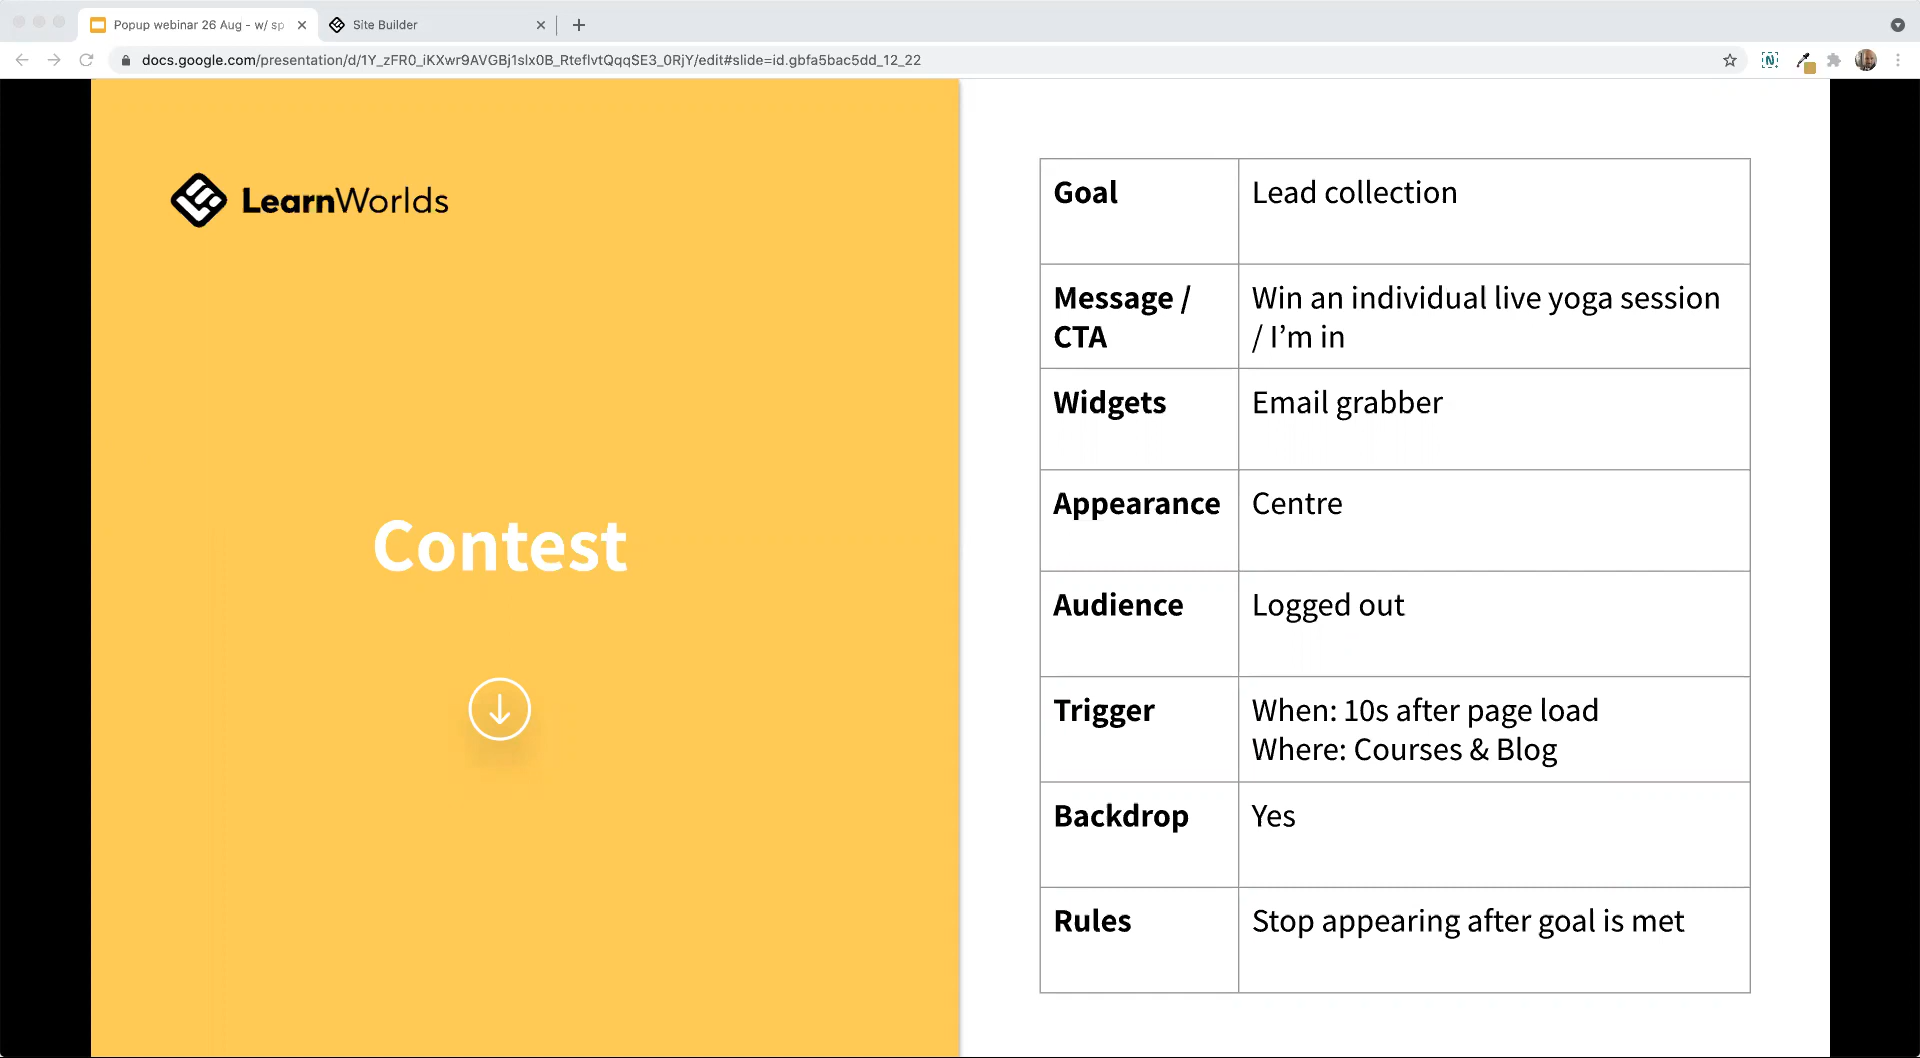 Popup webinar 26 Aug - w/ sp
Site Builder
docs.google.com/presentation/d/1Y_zFR0_iKXwr9AVGBj1slx0B_RteflvtQqqSE3_0RjY/edit#slide=id.gbfa5bac5dd_12_22
LearnWorlds
Contest
Goal
Lead collection
Message /
CTA
Win an individual live yoga session
/ I’m in
Widgets
Email grabber
Appearance
Centre
Audience
Logged out
Trigger
When: 10s after page load
Where: Courses & Blog
Backdrop
Yes
Rules
Stop appearing after goal is met